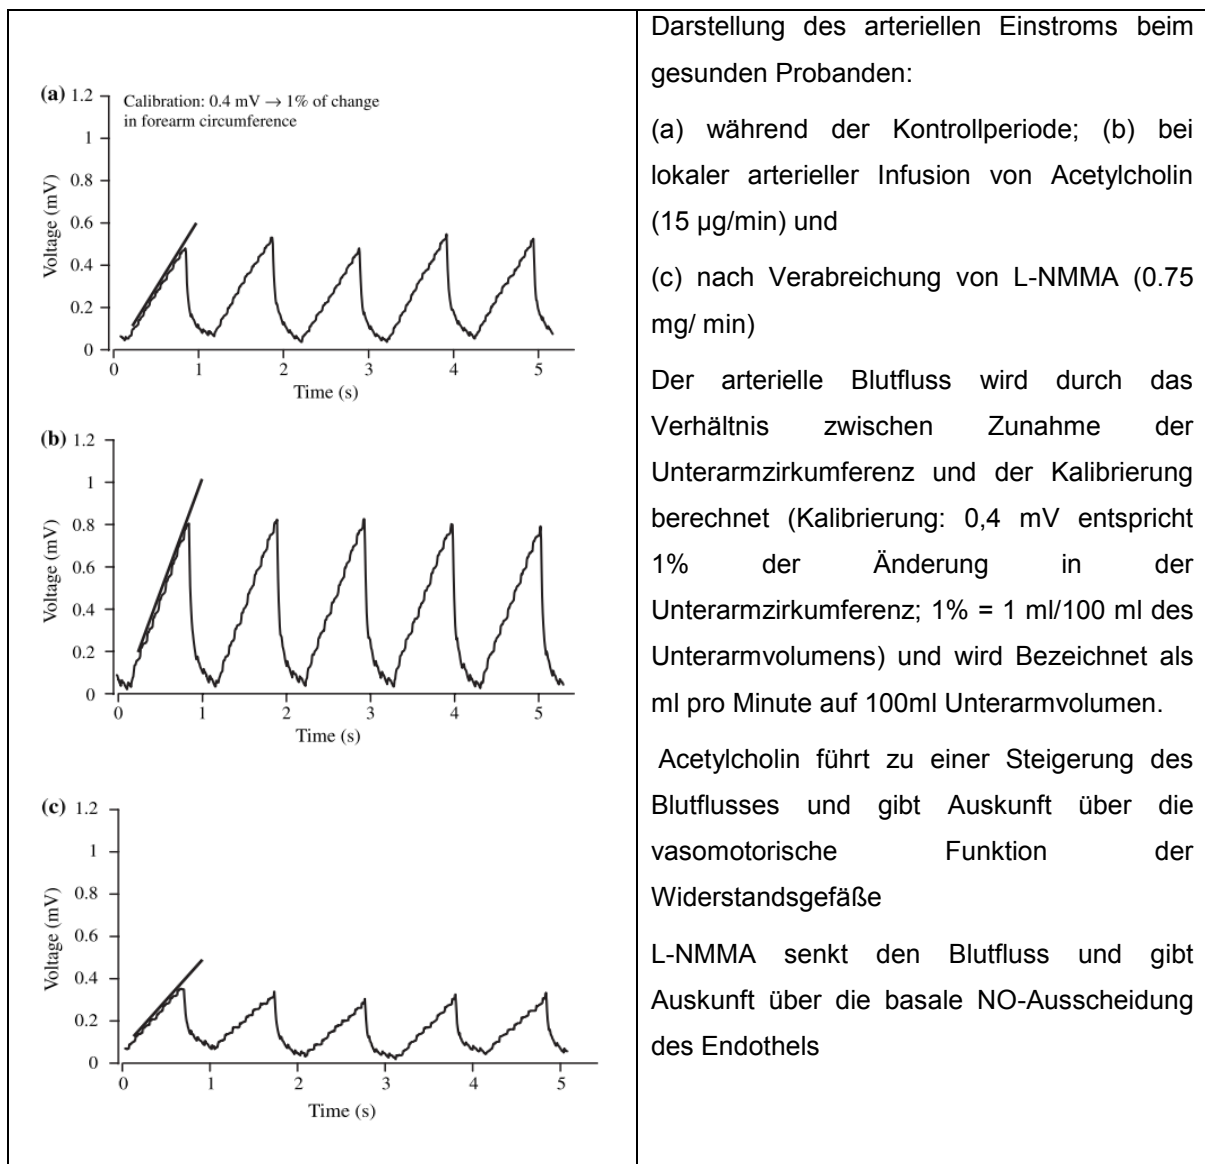 (a) 1.2
Calibration: 0.4 mV → 1% of change
in forearm circumference
1
0.8
0.6
0.4
0.2
0
Voltage (mV)
0 1 2 3 4 5
Time (s)
(b) 1.2
1
0.8
0.6
0.4
0.2
0
Voltage (mV)
0 1 2 3 4 5
Time (s)
(c) 1.2
1
0.8
0.6
0.4
0.2
0
Voltage (mV)
0 1 2 3 4 5
Time (s)
Darstellung des arteriellen Einstroms beim
gesunden Probanden:
(a) während der Kontrollperiode; (b) bei
lokaler arterieller Infusion von Acetylcholin
(15 µg/min) und
(c) nach Verabreichung von L-NMMA (0.75
mg/ min)
Der arterielle Blutfluss wird durch das
Verhältnis zwischen Zunahme der
Unterarmzirkumferenz und der Kalibrierung
berechnet (Kalibrierung: 0,4 mV entspricht
1% der Änderung in der
Unterarmzirkumferenz; 1% = 1 ml/100 ml des
Unterarmvolumens) und wird Bezeichnet als
ml pro Minute auf 100ml Unterarmvolumen.
Acetylcholin führt zu einer Steigerung des
Blutflusses und gibt Auskunft über die
vasomotorische Funktion der
Widerstandsgefäße
L-NMMA senkt den Blutfluss und gibt
Auskunft über die basale NO-Ausscheidung
des Endothels